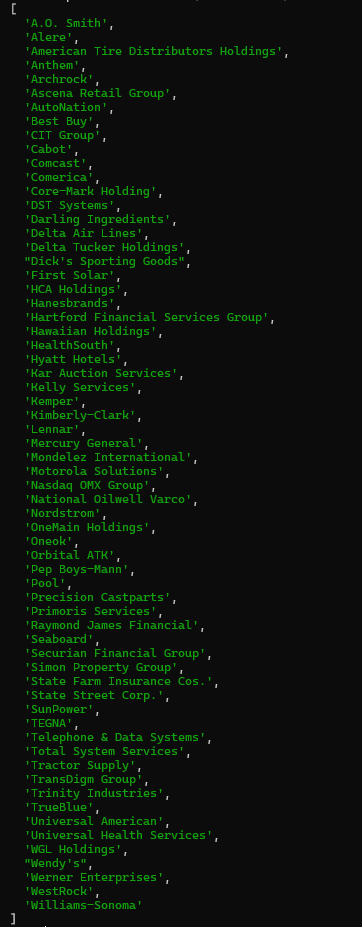 [
'A.O. Smith',
'Alere',
'American Tire Distributors Holdings',
'Anthem',
'Archrock',
'Ascena Retail Group',
'AutoNation',
'Best Buy',
'CIT Group',
'Cabot',
'Comcast',
'Comerica',
'Core-Mark Holding',
'DST Systems',
'Darling Ingredients',
'Delta Air Lines',
'Delta Tucker Holdings',
"Dick's Sporting Goods",
'First Solar',
'HCA Holdings',
'Hanesbrands',
'Hartford Financial Services Group',
'Hawaiian Holdings',
'HealthSouth',
'Hyatt Hotels',
'Kar Auction Services',
'Kelly Services',
'Kemper',
'Kimberly-Clark',
'Lennar',
'Mercury General',
'Mondelez International',
'Motorola Solutions',
'Nasdaq OMX Group',
'National Oilwell Varco',
'Nordstrom',
'OneMain Holdings',
'Oneok',
'Orbital ATK',
'Pep Boys-Mann',
'Pool',
'Precision Castparts',
'Primoris Services',
'Raymond James Financial',
'Seaboard',
'Securian Financial Group',
'Simon Property Group',
'State Farm Insurance Cos.',
'State Street Corp.',
'SunPower',
'TEGNA',
'Telephone & Data Systems',
'Total System Services',
'Tractor Supply',
'TransDigm Group',
'Trinity Industries',
'TrueBlue',
'Universal American',
'Universal Health Services',
'WGL Holdings',
"Wendy's",
'Werner Enterprises',
'WestRock',
'Williams-Sonoma'
]